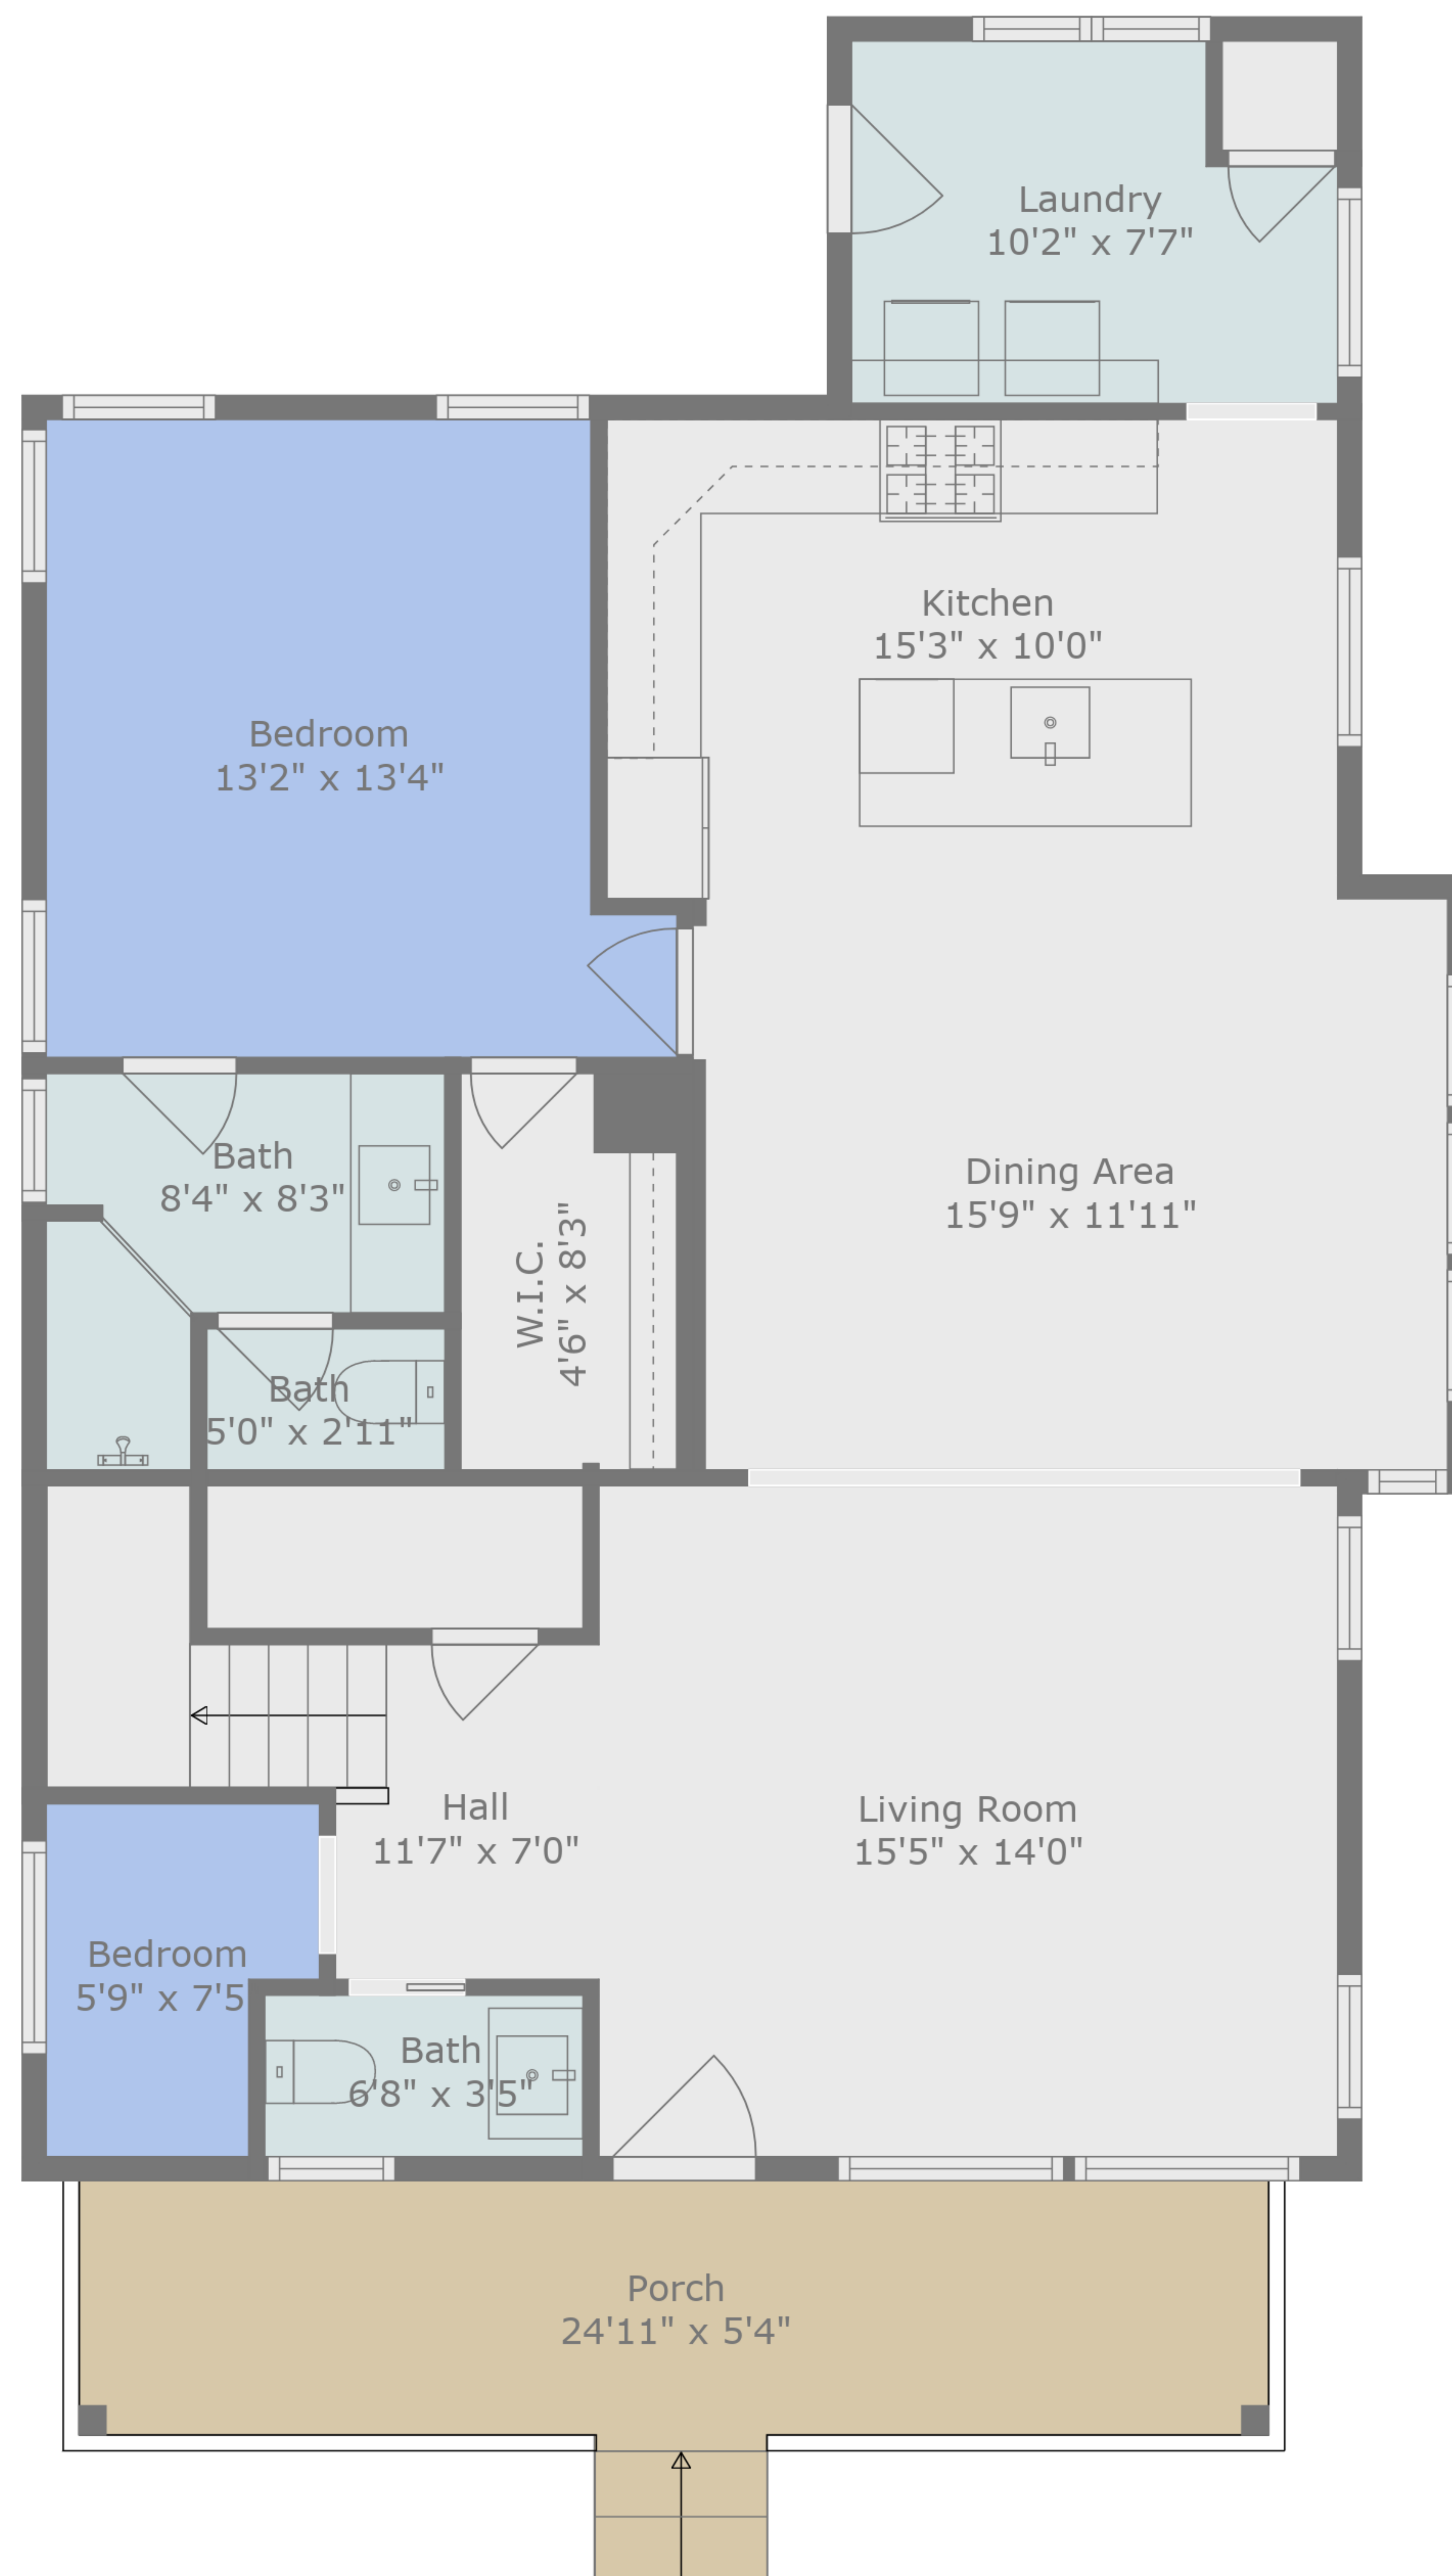 Laundry
10'2" x 7'7"
Kitchen
15'3" x 10'0"
Bedroom
13'2" x 13'4"
Bath
8'4" x 8'3"
W.I.C.
4'6" x 8'3"
Dining Area
15'9" x 11'11"
Bath
5'0" x 2'11"
Hall
11'7" x 7'0"
Living Room
15'5" x 14'0"
Bedroom
5'9" x 7'5
Bath
6'8" x 3'5"
Porch
24'11" x 5'4"